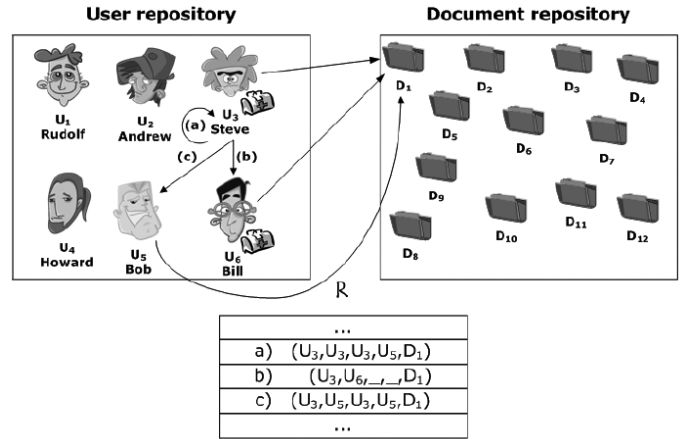 User repository
Document repository
U1
Rudolf
U2
Andrew
U3
Steve
(a)
(c)
(b)
U4
Howard
U5
Bob
U6
Bill
D1
D2
D3
D4
D5
D6
D7
D9
D8
D10
D11
D12
R
...
a) (U3,U3,U3,U5,D1)
b) (U3,U6,_,_,D1)
c) (U3,U5,U3,U5,D1)
...